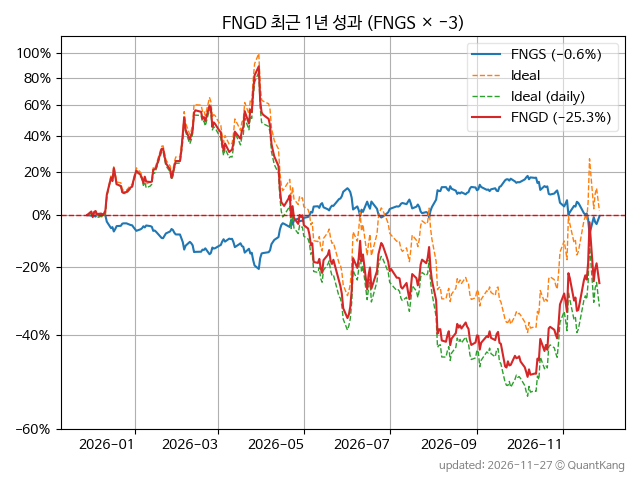 FNGD 최근 1년 성과 (FNGS × −3)
FNGS (−0.6%)
Ideal
Ideal (daily)
FNGD (−25.3%)
100%
80%
60%
40%
20%
0%
−20%
−40%
−60%
2026-01 2026-03 2026-05 2026-07 2026-09 2026-11
updated: 2026-11-27 © QuantKang